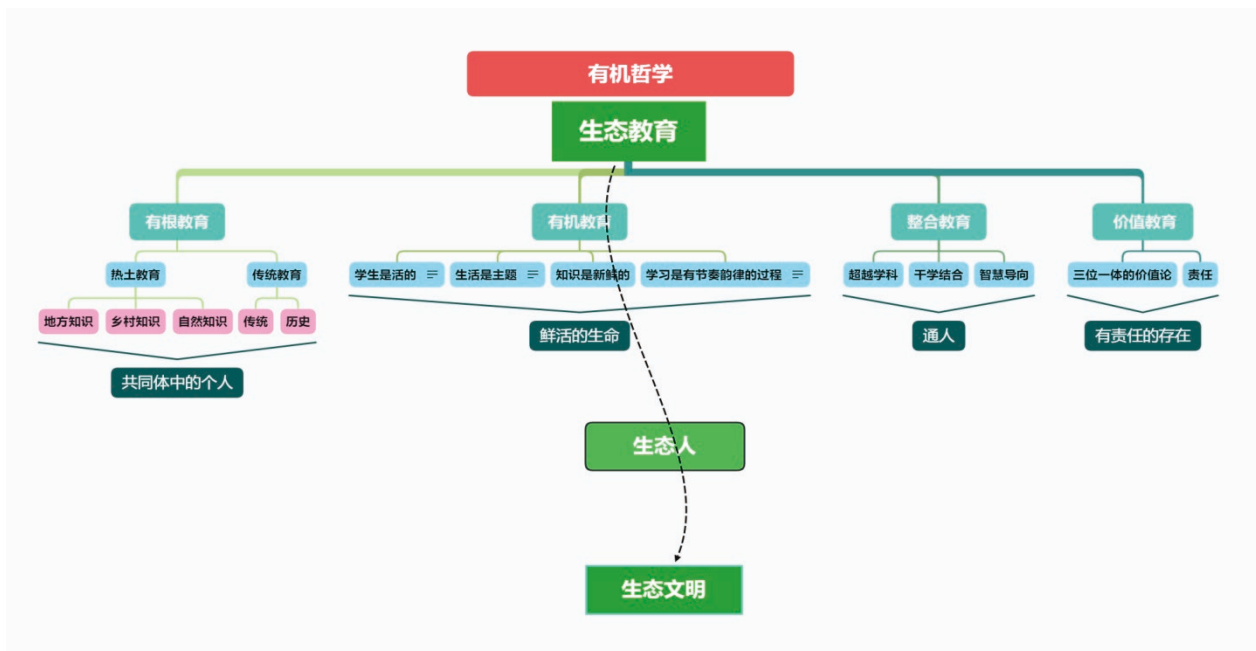 有机哲学
生态教育
有根教育
有机教育
整合教育
价值教育
热土教育
传统教育
学生是活的
生活是主题
知识是新鲜的
学习是有节奏韵律的过程
超越学科
干学结合
智慧导向
三位一体的价值论
责任
地方知识
乡村知识
自然知识
传统
历史
鲜活的生命
通人
有责任的存在
共同体中的个人
生态人
生态文明